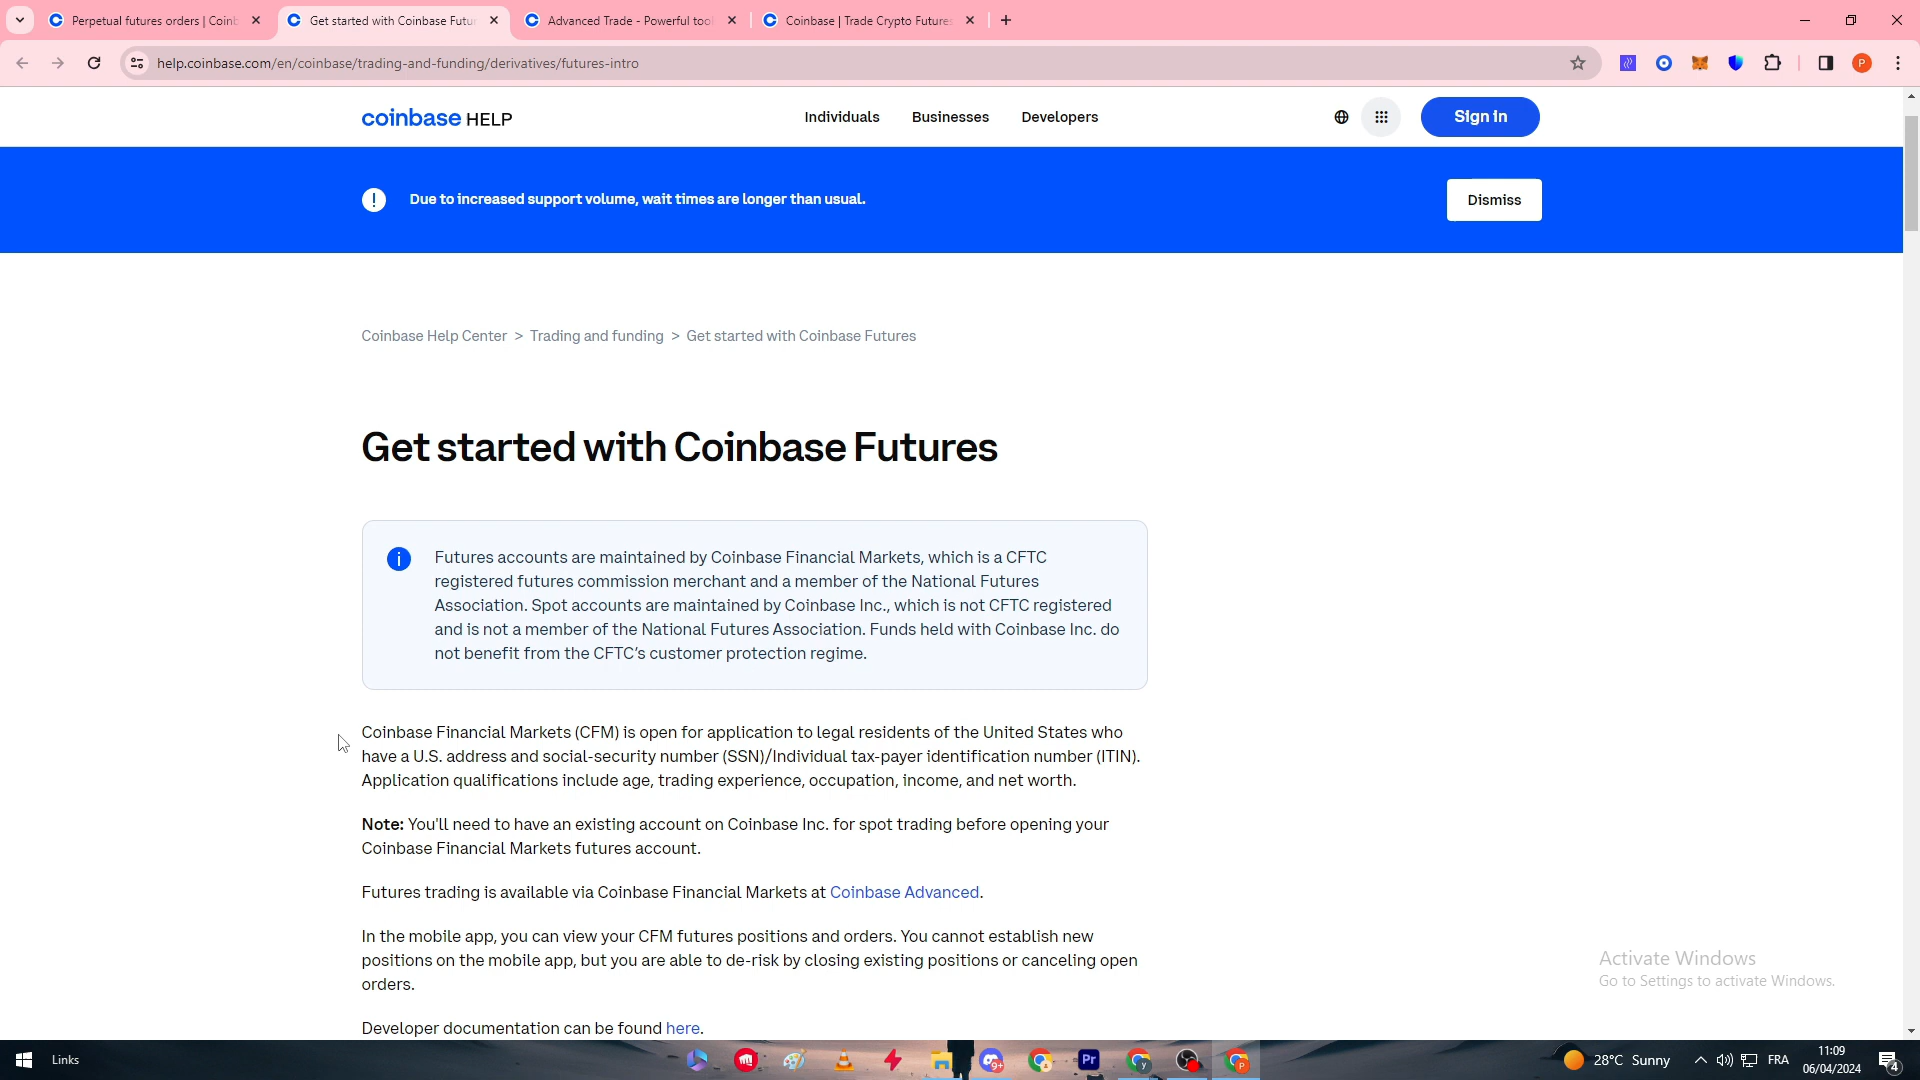 Perpetual futures orders | Coinb
Get started with Coinbase Futur
Advanced Trade - Powerful tool
Coinbase | Trade Crypto Futures
help.coinbase.com/en/coinbase/trading-and-funding/derivatives/futures-intro
P
coinbase HELP
Individuals
Businesses
Developers
Sign in
Due to increased support volume, wait times are longer than usual.
Dismiss
Coinbase Help Center > Trading and funding > Get started with Coinbase Futures
Get started with Coinbase Futures
Futures accounts are maintained by Coinbase Financial Markets, which is a CFTC
registered futures commission merchant and a member of the National Futures
Association. Spot accounts are maintained by Coinbase Inc., which is not CFTC registered
and is not a member of the National Futures Association. Funds held with Coinbase Inc. do
not benefit from the CFTC's customer protection regime.
Coinbase Financial Markets (CFM) is open for application to legal residents of the United States who
have a U.S. address and social-security number (SSN)/Individual tax-payer identification number (ITIN).
Application qualifications include age, trading experience, occupation, income, and net worth.
Note: You'll need to have an existing account on Coinbase Inc. for spot trading before opening your
Coinbase Financial Markets futures account.
Futures trading is available via Coinbase Financial Markets at Coinbase Advanced.
In the mobile app, you can view your CFM futures positions and orders. You cannot establish new
positions on the mobile app, but you are able to de-risk by closing existing positions or canceling open
orders.
Developer documentation can be found here.
Activate Windows
Go to Settings to activate Windows.
Links
9+
Pr
y
P
28°C Sunny
FRA
11:09
06/04/2024
4